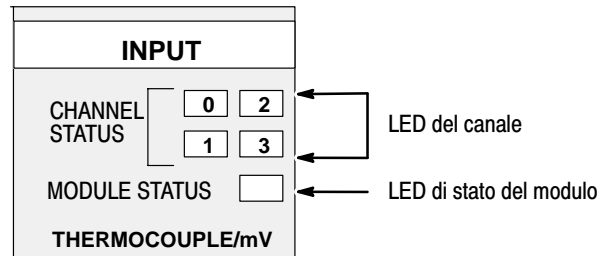 INPUT
CHANNEL STATUS
0 2
1 3
LED del canale
MODULE STATUS
LED di stato del modulo
THERMOCOUPLE/mV